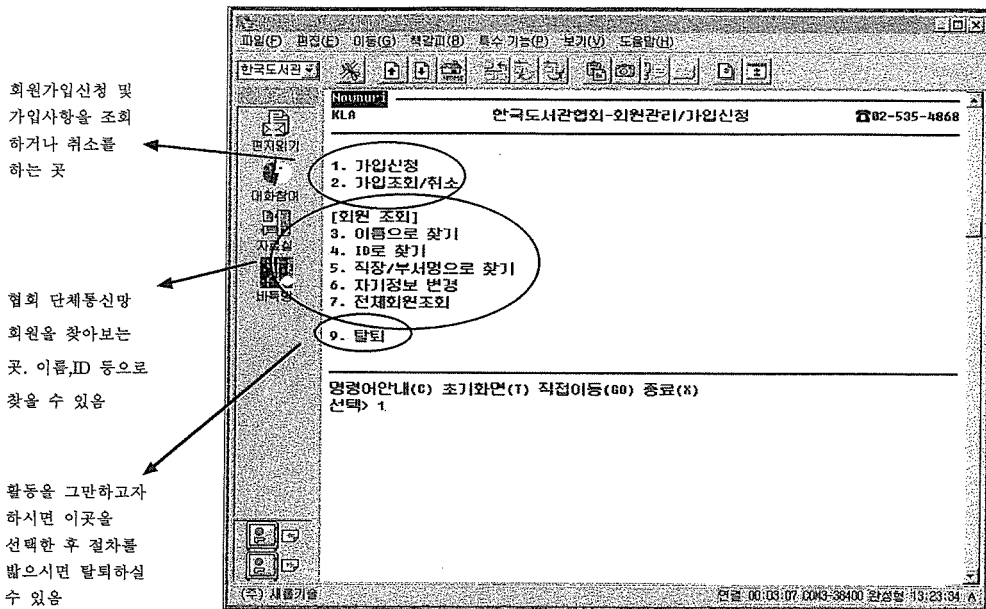 파일(F) 편집(E) 이동(G) 책갈피(B) 특수 기능(P) 보기(V) 도움말(H)
한국도서관
Nownuri
KLA 한국도서관협회-회원관리/가입신청 ☎02-535-4868
1. 가입신청
2. 가입조회/취소
[회원 조회]
3. 이름으로 찾기
4. ID로 찾기
5. 직장/부서명으로 찾기
6. 자기정보 변경
7. 전체회원조회
9. 탈퇴
명령어안내(C) 초기화면(T) 직접이동(GO) 종료(X)
선택> 1
편지읽기
대화참여
자료실
바둑방
(주) 새롬기술
연결 00:03:07 COM3-38400 완성형 13:23:34 A
회원가입신청 및
가입사항을 조회
하거나 취소를
하는 곳
협회 단체통신망
회원을 찾아보는
곳. 이름,ID 등으로
찾을 수 있음
활동을 그만하고자
하시면 이곳을
선택한 후 절차를
밟으시면 탈퇴하실
수 있음